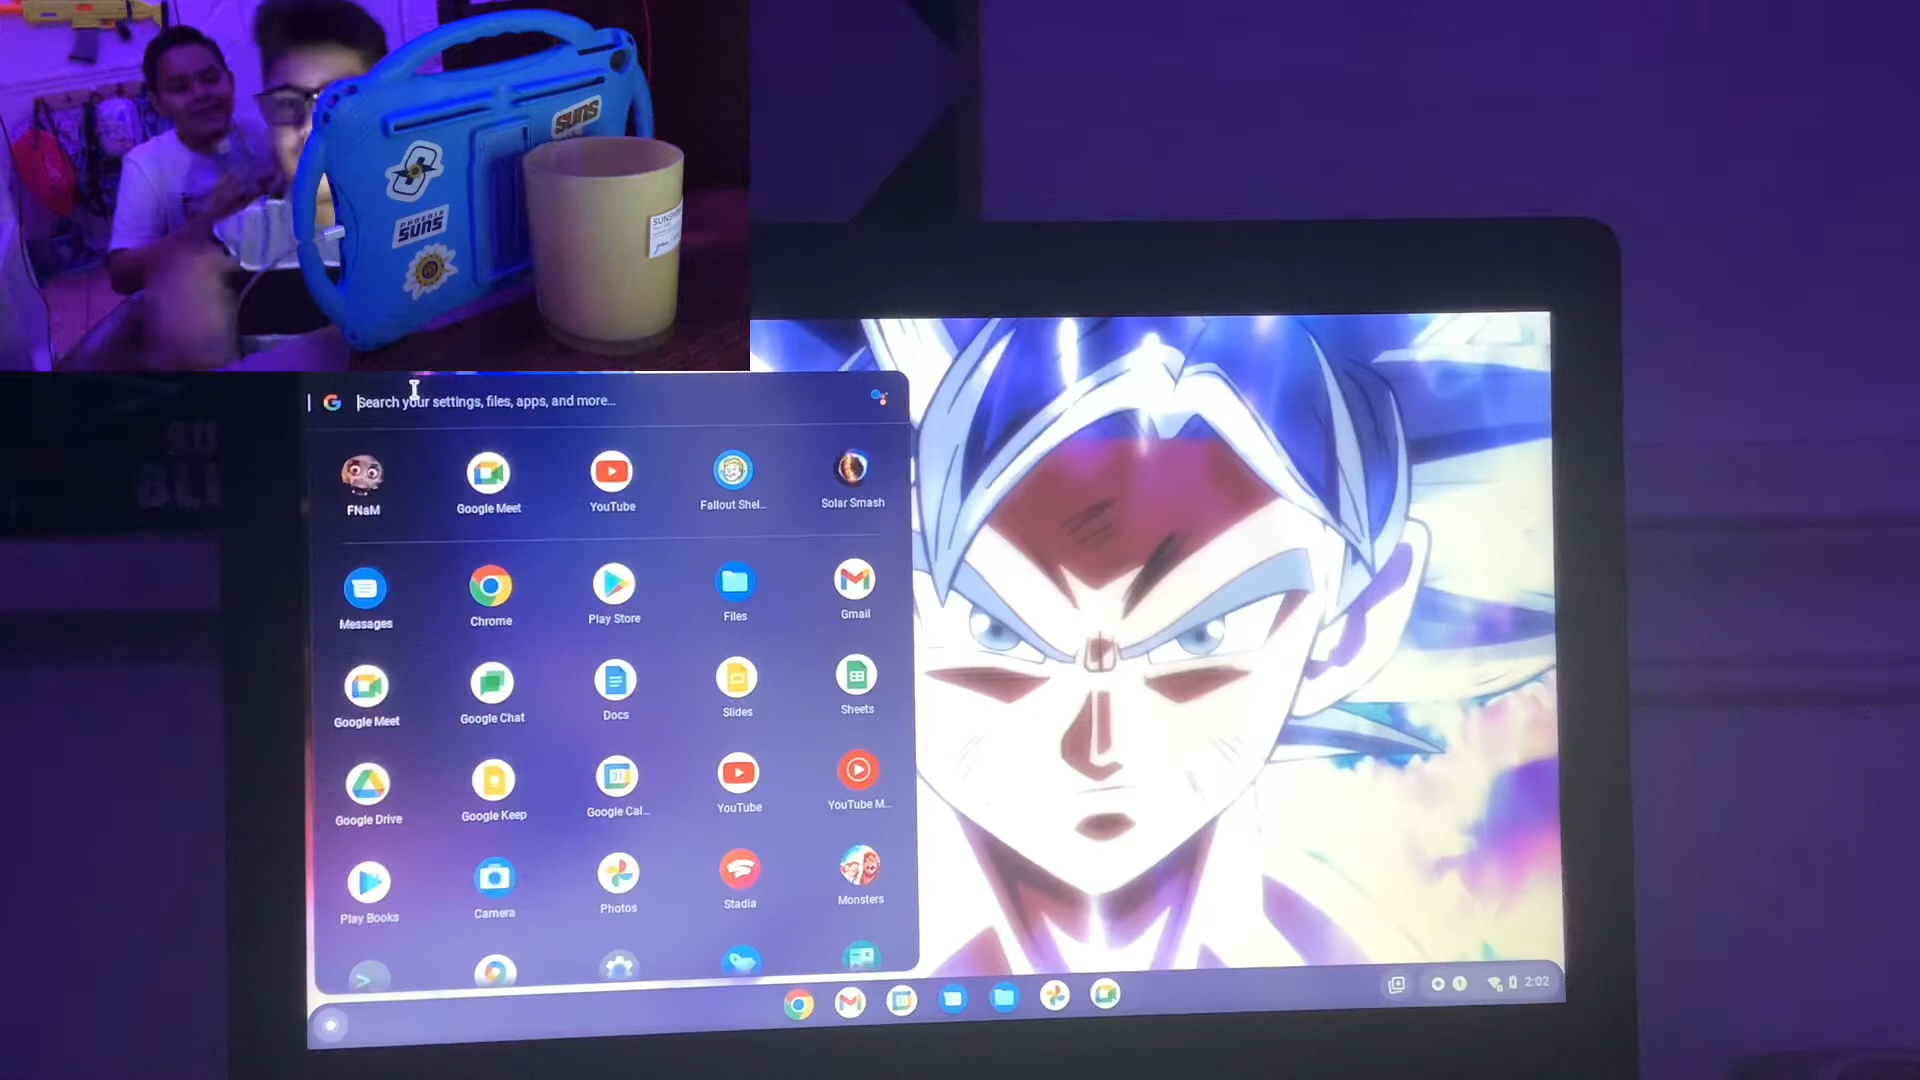 SUNS
PHOENIX
SUNS
Search your settings, files, apps, and more...
FNaM
Google Meet
YouTube
Fallout Shel...
Solar Smash
Messages
Chrome
Play Store
Files
Gmail
Google Meet
Google Chat
Docs
Slides
Sheets
Google Drive
Google Keep
31
Google Cal...
YouTube
YouTube M...
Play Books
Camera
Photos
Stadia
Monsters
2:02